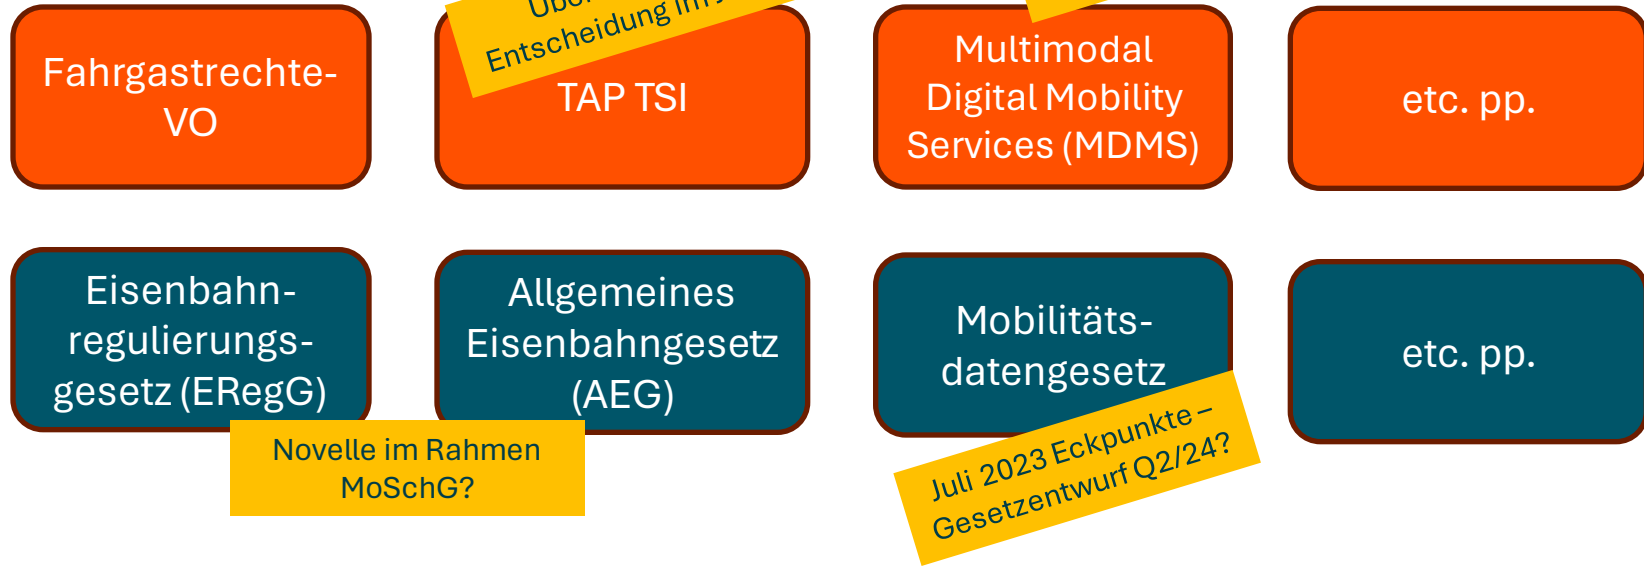 Entscheidung im
Fahrgastrechte-
VO
TAP TSI
Multimodal
Digital Mobility
Services (MDMS)
etc. pp.
Eisenbahn-
regulierungs-
gesetz (ERegG)
Allgemeines
Eisenbahngesetz
(AEG)
Mobilitäts-
datengesetz
etc. pp.
Novelle im Rahmen
MoSchG?
Juli 2023 Eckpunkte –
Gesetzentwurf Q2/24?